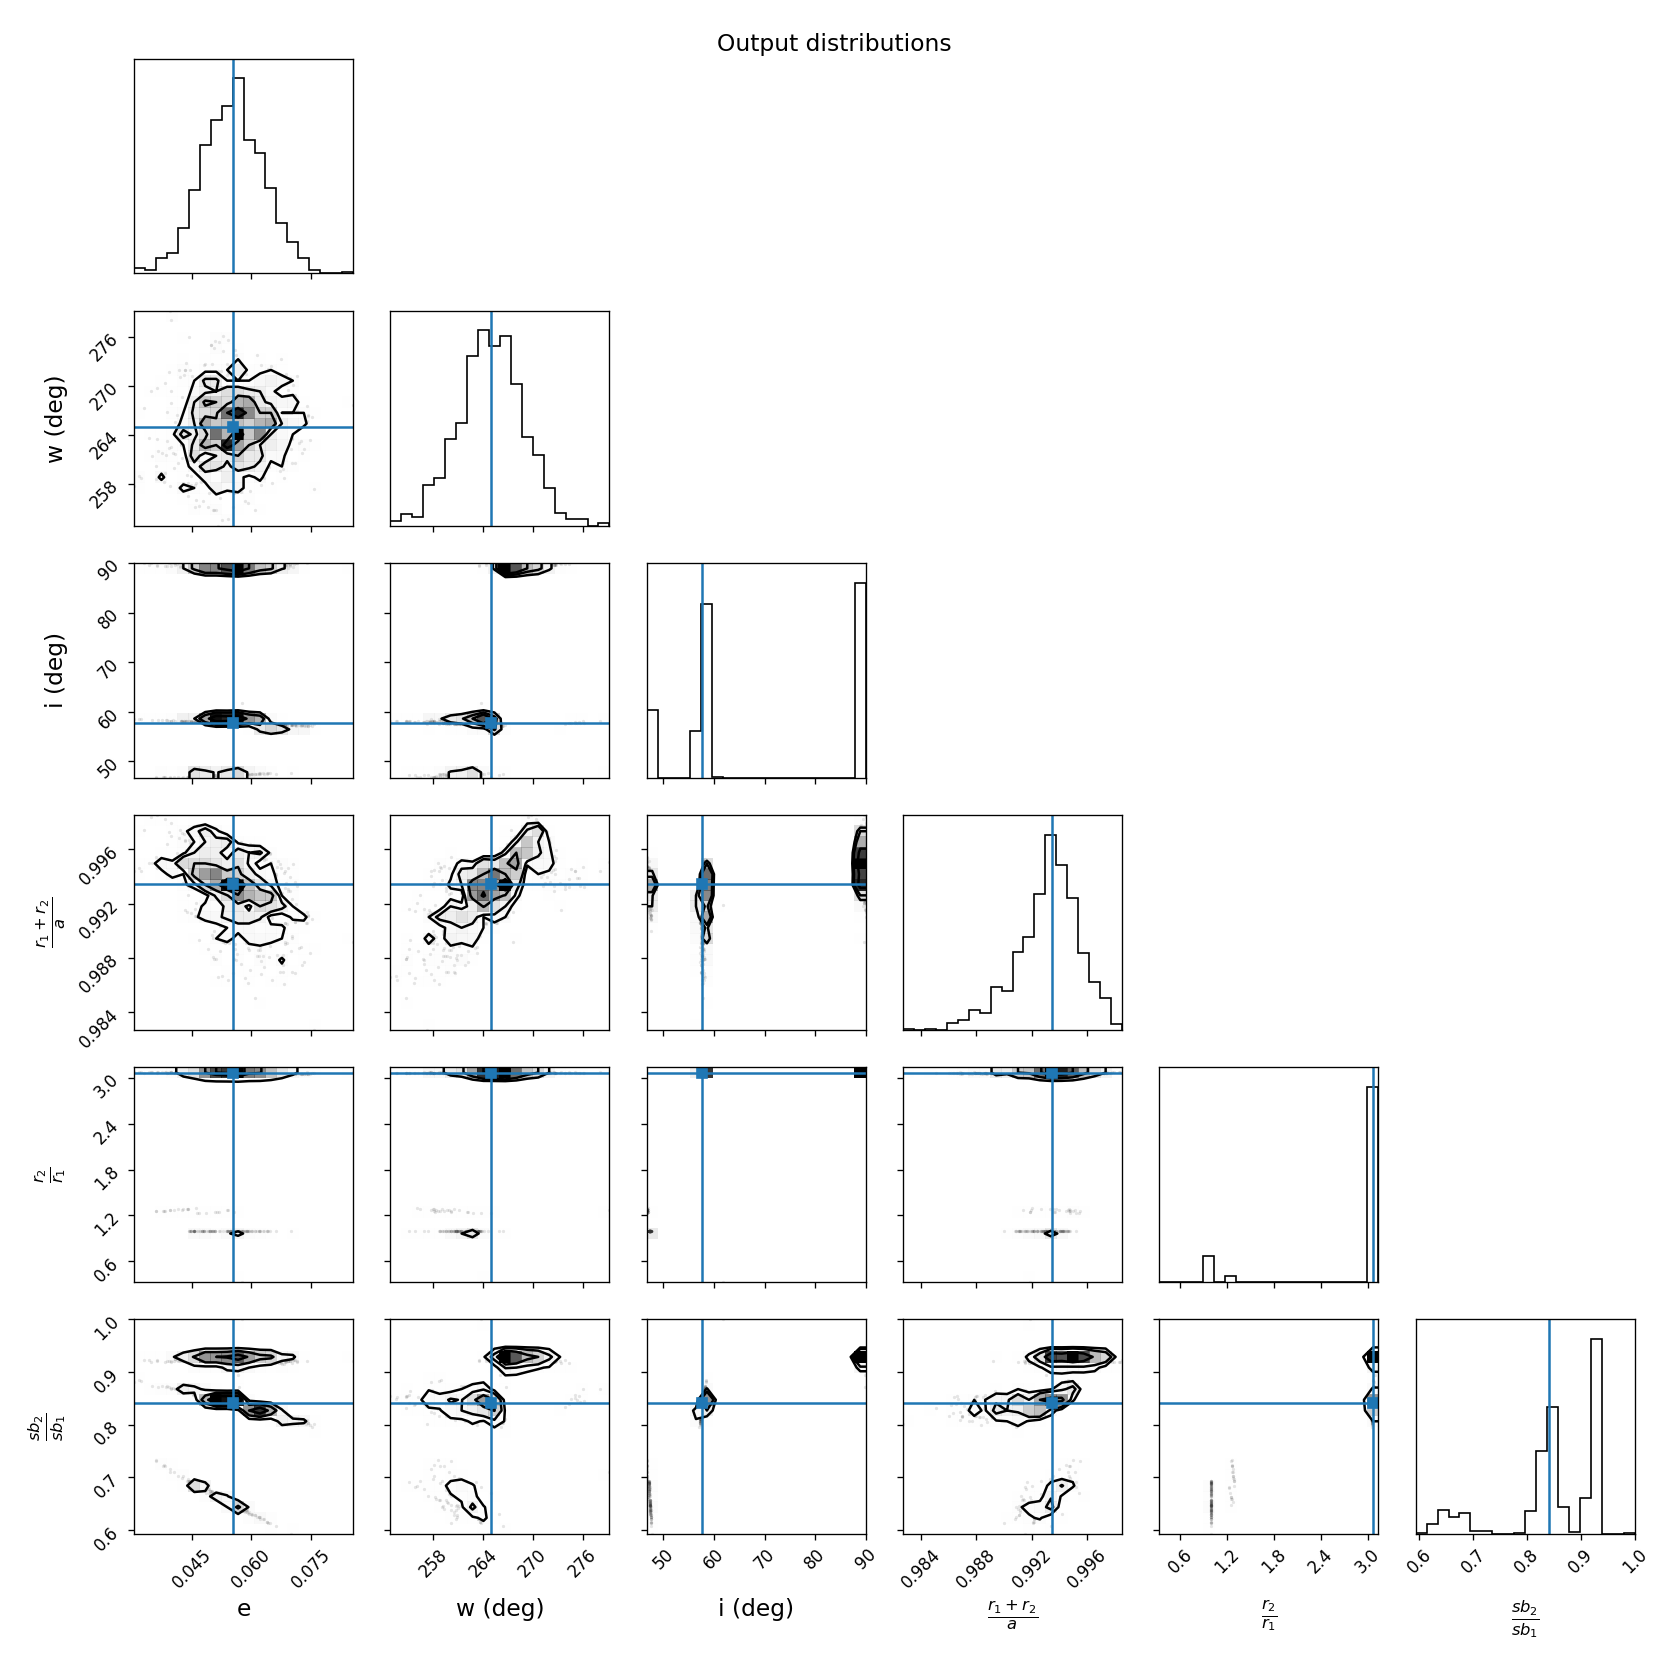 Output distributions
276
270
264
258
w (deg)
90
80
70
60
50
i (deg)
0.996
0.992
0.988
0.984
r₁ + r₂
a
3.0
2.4
1.8
1.2
0.6
r₂
r₁
1.0
0.9
0.8
0.7
0.6
sb₂
sb₁
0.045 0.060 0.075
258 264 270 276
50 60 70 80 90
0.984 0.988 0.992 0.996
0.6 1.2 1.8 2.4 3.0
0.6 0.7 0.8 0.9 1.0
e
w (deg)
i (deg)
r₁ + r₂
a
r₂
r₁
sb₂
sb₁